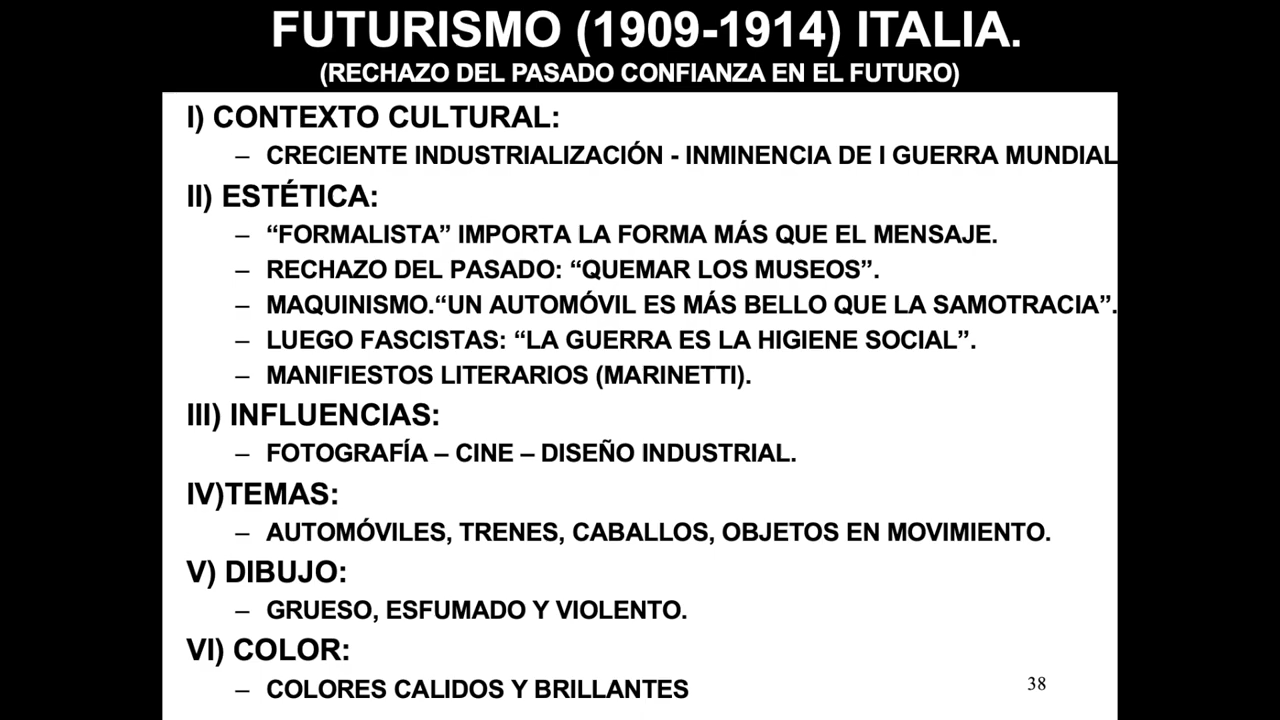 FUTURISMO (1909-1914) ITALIA.
(RECHAZO DEL PASADO CONFIANZA EN EL FUTURO)
I) CONTEXTO CULTURAL:
– CRECIENTE INDUSTRIALIZACIÓN - INMINENCIA DE I GUERRA MUNDIAL
II) ESTÉTICA:
– “FORMALISTA” IMPORTA LA FORMA MÁS QUE EL MENSAJE.
– RECHAZO DEL PASADO: “QUEMAR LOS MUSEOS”.
– MAQUINISMO.“UN AUTOMÓVIL ES MÁS BELLO QUE LA SAMOTRACIA”.
– LUEGO FASCISTAS: “LA GUERRA ES LA HIGIENE SOCIAL”.
– MANIFIESTOS LITERARIOS (MARINETTI).
III) INFLUENCIAS:
– FOTOGRAFÍA – CINE – DISEÑO INDUSTRIAL.
IV)TEMAS:
– AUTOMÓVILES, TRENES, CABALLOS, OBJETOS EN MOVIMIENTO.
V) DIBUJO:
– GRUESO, ESFUMADO Y VIOLENTO.
VI) COLOR:
– COLORES CALIDOS Y BRILLANTES
38